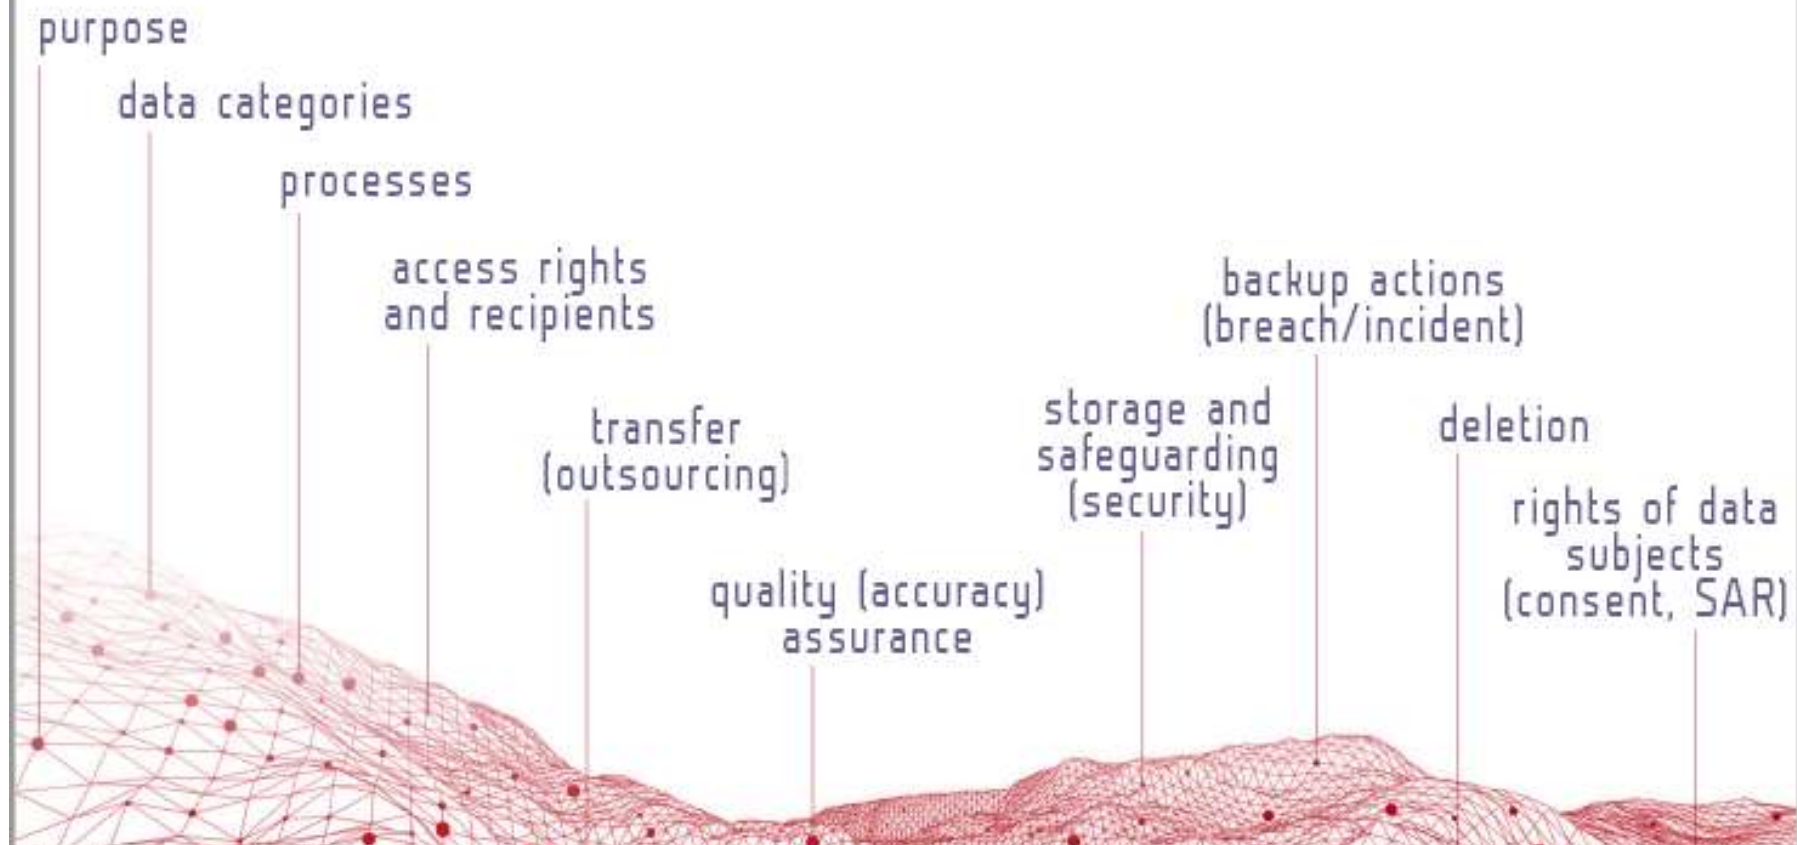 purpose
data categories
processes
access rights
and recipients
transfer
(outsourcing)
quality (accuracy)
assurance
storage and
safeguarding
(security)
backup actions
(breach/incident)
deletion
rights of data
subjects
(consent, SAR)